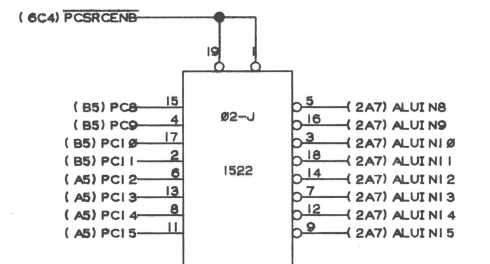 (6C4) PCSRCENB
19 1
Ø2-J
1522
(B5) PC8 15 5 (2A7) ALUIN8
(B5) PC9 4 16 (2A7) ALUIN9
(B5) PC1Ø 17 3 (2A7) ALUIN1Ø
(B5) PC11 2 18 (2A7) ALUIN11
(A5) PC12 6 14 (2A7) ALUIN12
(A5) PC13 13 7 (2A7) ALUIN13
(A5) PC14 8 12 (2A7) ALUIN14
(A5) PC15 11 9 (2A7) ALUIN15